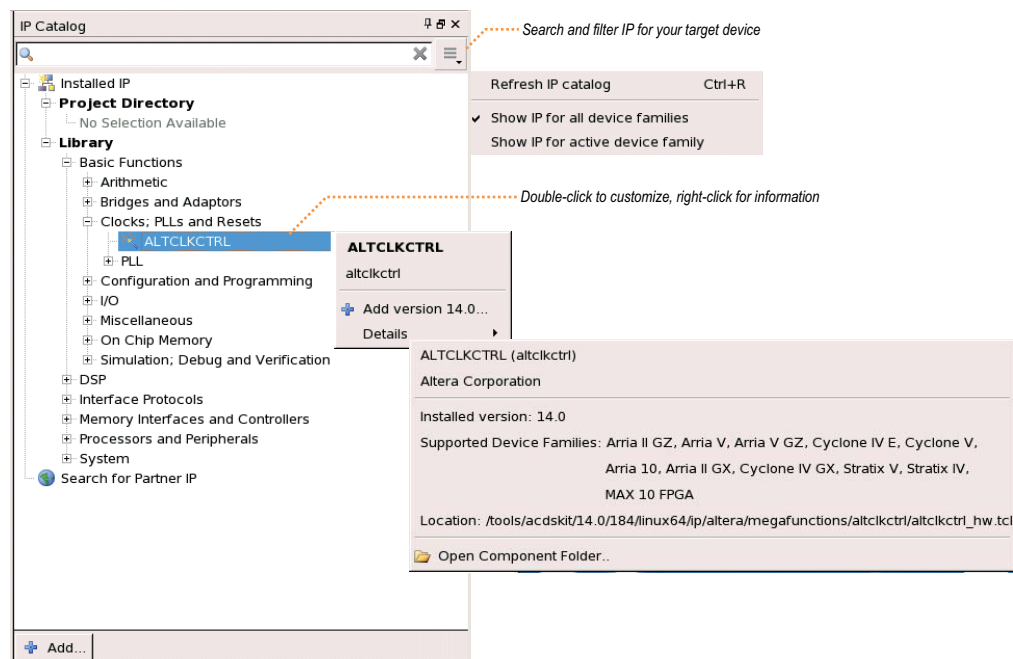 IP Catalog
Search and filter IP for your target device
Installed IP
Project Directory
No Selection Available
Library
Basic Functions
Arithmetic
Bridges and Adaptors
Clocks; PLLs and Resets
ALTCLKCTRL
PLL
Configuration and Programming
I/O
Miscellaneous
On Chip Memory
Simulation; Debug and Verification
DSP
Interface Protocols
Memory Interfaces and Controllers
Processors and Peripherals
System
Search for Partner IP
Add...
Refresh IP catalog Ctrl+R
Show IP for all device families
Show IP for active device family
Double-click to customize, right-click for information
ALTCLKCTRL
altclkctrl
Add version 14.0...
Details
ALTCLKCTRL (altclkctrl)
Altera Corporation
Installed version: 14.0
Supported Device Families: Arria II GZ, Arria V, Arria V GZ, Cyclone IV E, Cyclone V,
Arria 10, Arria II GX, Cyclone IV GX, Stratix V, Stratix IV,
MAX 10 FPGA
Location: /tools/acdskit/14.0/184/linux64/ip/altera/megafunctions/altclkctrl/altclkctrl_hw.tcl
Open Component Folder..